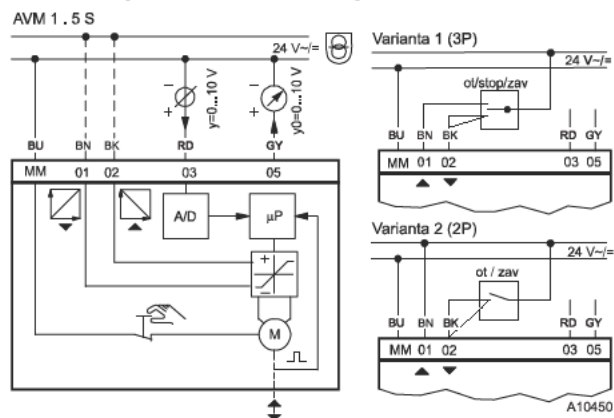 AVM 1 . 5 S
24 V~/=
y=0...10 V
y0=0...10 V
BU BN BK RD GY
MM 01 02 03 05
A/D µP
M
Varianta 1 (3P)
24 V~/=
ot/stop/zav
BU BN BK RD GY
MM 01 02 03 05
Varianta 2 (2P)
24 V~/=
ot / zav
BU BN BK RD GY
MM 01 02 03 05
A10450